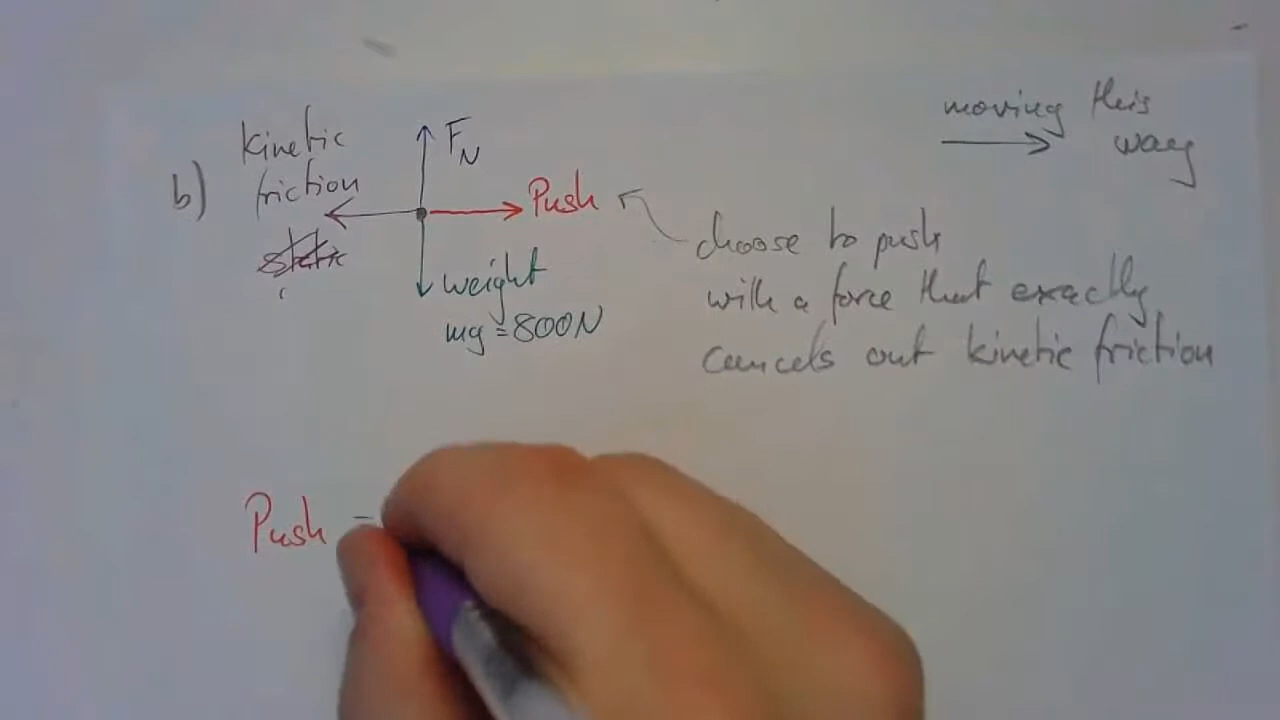 b)
kinetic
friction
static
F_N
Push
weight
mg = 800N
moving this
way
choose to push
with a force that exactly
cancels out kinetic friction
Push =